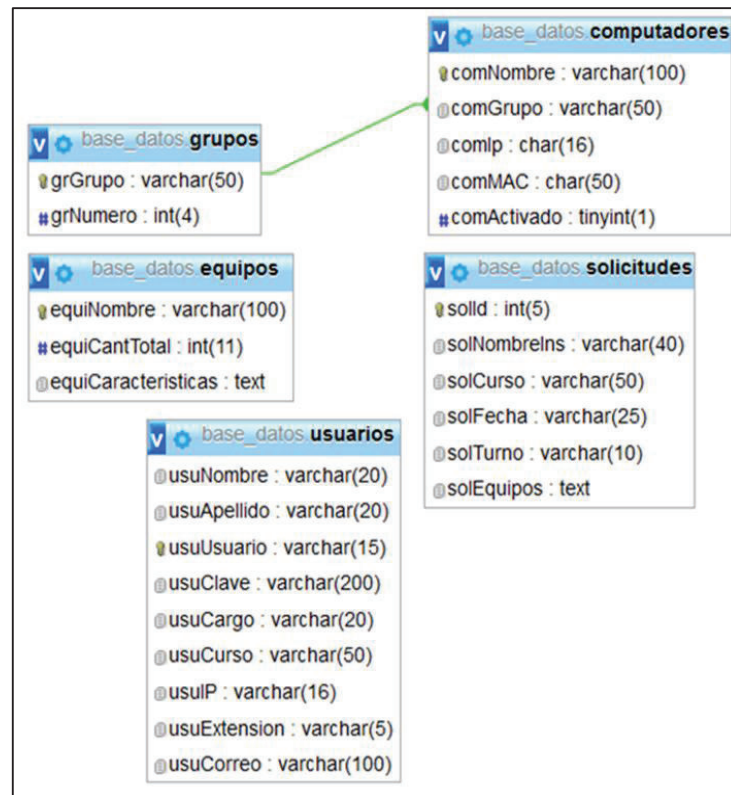 base_datos.computadores
comNombre : varchar(100)
comGrupo : varchar(50)
comIp : char(16)
comMAC : char(50)
#comActivado : tinyint(1)
base_datos.grupos
grGrupo : varchar(50)
#grNumero : int(4)
base_datos.equipos
equiNombre : varchar(100)
#equiCantTotal : int(11)
equiCaracteristicas : text
base_datos.solicitudes
solId : int(5)
solNombreIns : varchar(40)
solCurso : varchar(50)
solFecha : varchar(25)
solTurno : varchar(10)
solEquipos : text
base_datos.usuarios
usuNombre : varchar(20)
usuApellido : varchar(20)
usuUsuario : varchar(15)
usuClave : varchar(200)
usuCargo : varchar(20)
usuCurso : varchar(50)
usuIP : varchar(16)
usuExtension : varchar(5)
usuCorreo : varchar(100)